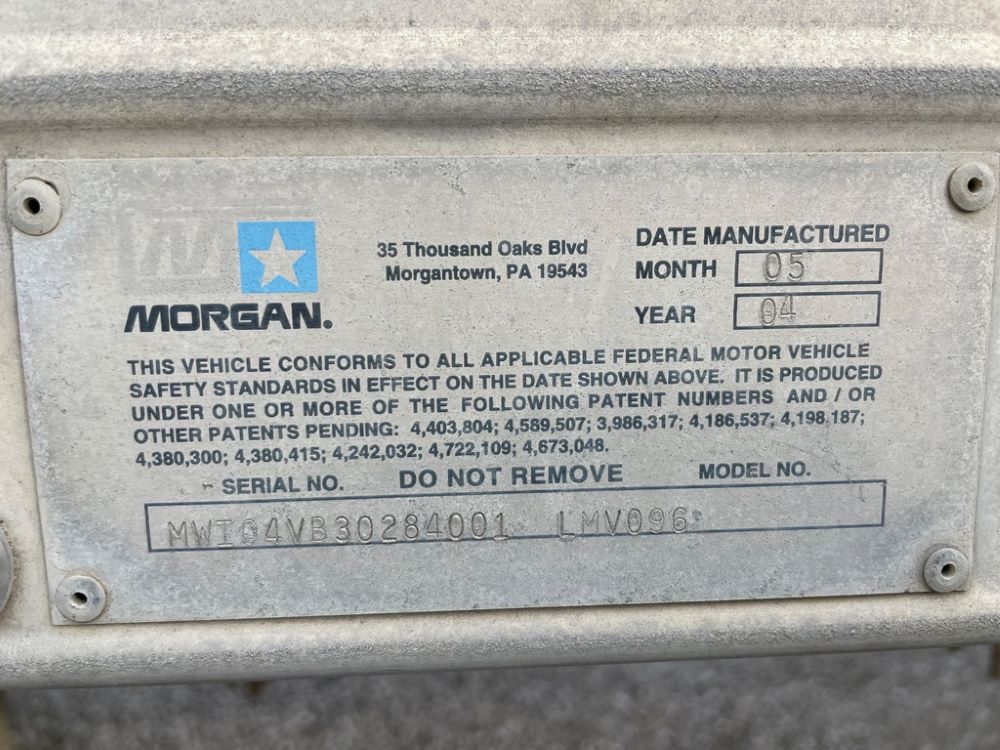 MORGAN.
35 Thousand Oaks Blvd
Morgantown, PA 19543
DATE MANUFACTURED
MONTH 05
YEAR 04
THIS VEHICLE CONFORMS TO ALL APPLICABLE FEDERAL MOTOR VEHICLE
SAFETY STANDARDS IN EFFECT ON THE DATE SHOWN ABOVE. IT IS PRODUCED
UNDER ONE OR MORE OF THE FOLLOWING PATENT NUMBERS AND / OR
OTHER PATENTS PENDING: 4,403,804; 4,589,507; 3,986,317; 4,186,537; 4,198,187;
4,380,300; 4,380,415; 4,242,032; 4,722,109; 4,673,048.
SERIAL NO. DO NOT REMOVE MODEL NO.
MWI04VB30284001 LMV096